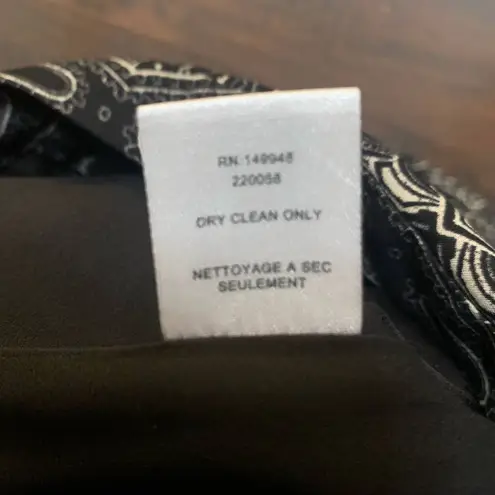 RN 149948
220058
DRY CLEAN ONLY
NETTOYAGE A SEC
SEULEMENT